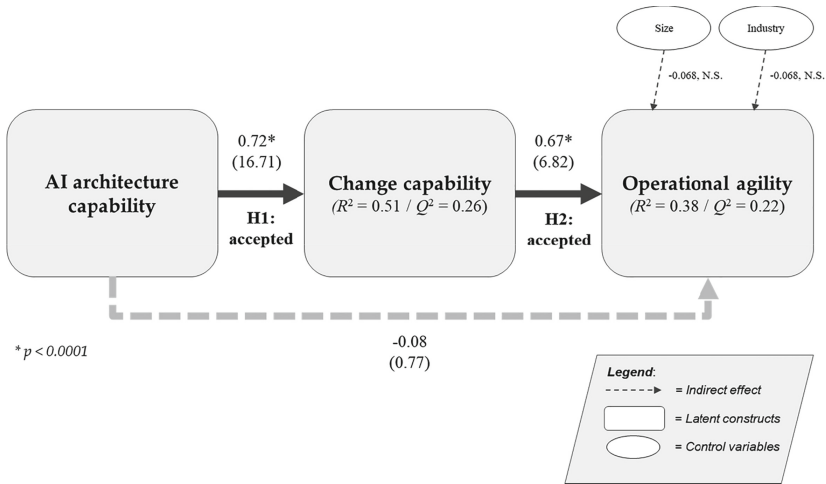 Size
Industry
-0.068, N.S.
-0.068, N.S.
AI architecture
capability
0.72*
(16.71)
H1:
accepted
Change capability
(R² = 0.51 / Q² = 0.26)
0.67*
(6.82)
H2:
accepted
Operational agility
(R² = 0.38 / Q² = 0.22)
* p < 0.0001
-0.08
(0.77)
Legend:
= Indirect effect
= Latent constructs
= Control variables